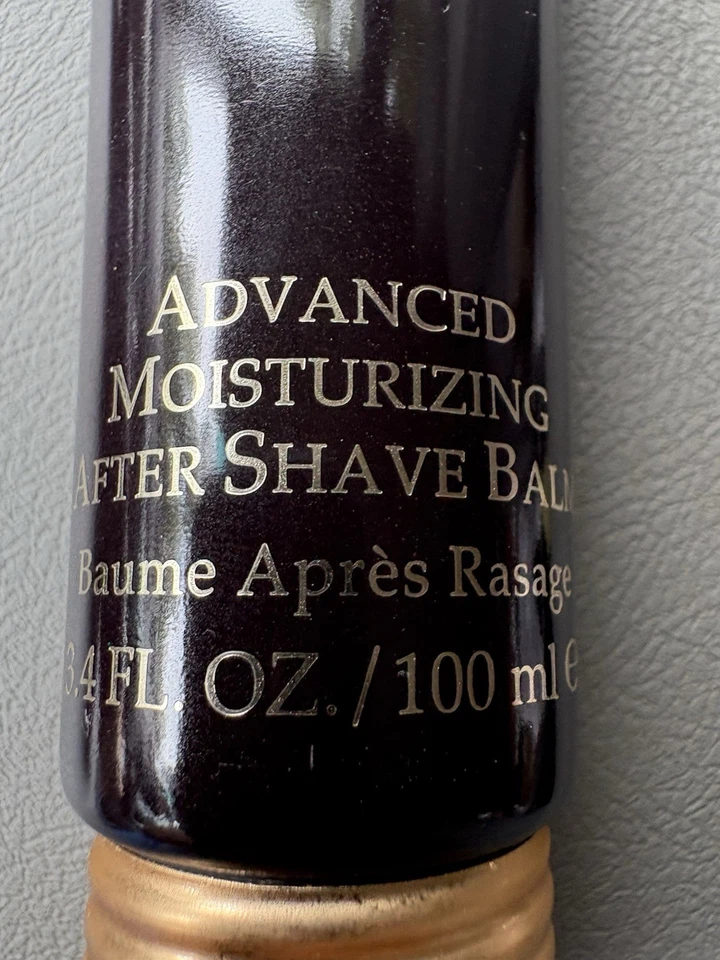 ADVANCED
MOISTURIZING
AFTER SHAVE BALM
Baume Après Rasage
3.4 FL. OZ. / 100 ml e